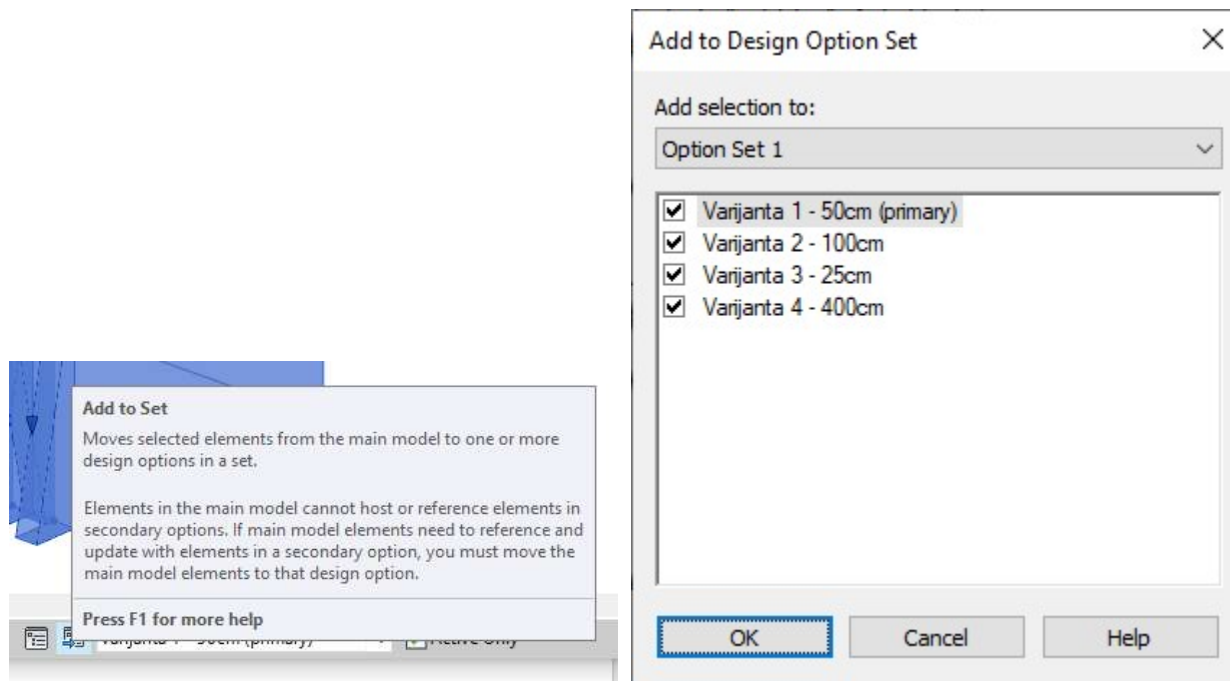 Add to Set
Moves selected elements from the main model to one or more
design options in a set.
Elements in the main model cannot host or reference elements in
secondary options. If main model elements need to reference and
update with elements in a secondary option, you must move the
main model elements to that design option.
Press F1 for more help
Varijanta 1 - 50cm (primary)
Active Only
Add to Design Option Set
Add selection to:
Option Set 1
Varijanta 1 - 50cm (primary)
Varijanta 2 - 100cm
Varijanta 3 - 25cm
Varijanta 4 - 400cm
OK
Cancel
Help